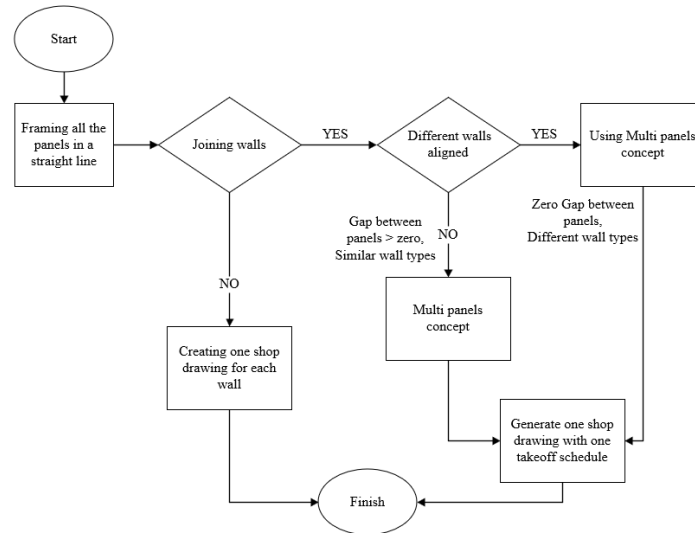 Start
Framing all the
panels in a
straight line
Joining walls
YES
Different walls
aligned
YES
Using Multi panels
concept
Gap between
panels > zero,
Similar wall types
NO
Zero Gap between
panels,
Different wall types
NO
Multi panels
concept
Creating one shop
drawing for each
wall
Generate one shop
drawing with one
takeoff schedule
Finish